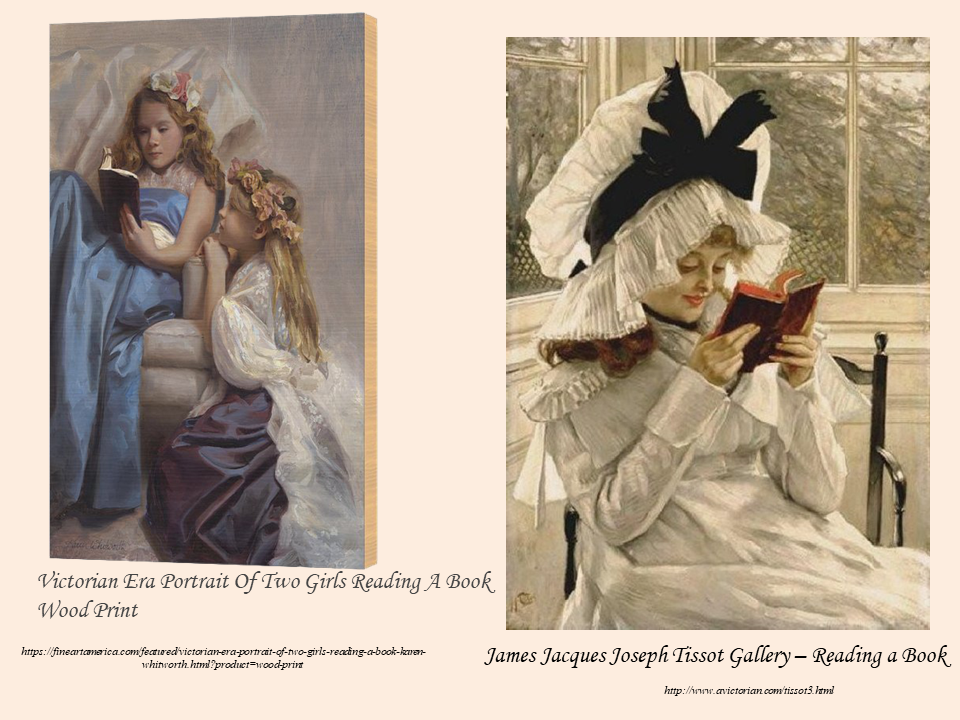 Victorian Era Portrait Of Two Girls Reading A Book
Wood Print
https://fineartamerica.com/featured/victorian-era-portrait-of-two-girls-reading-a-book-karen-
whitworth.html?product=wood-print
James Jacques Joseph Tissot Gallery – Reading a Book
http://www.avictorian.com/tissot3.html